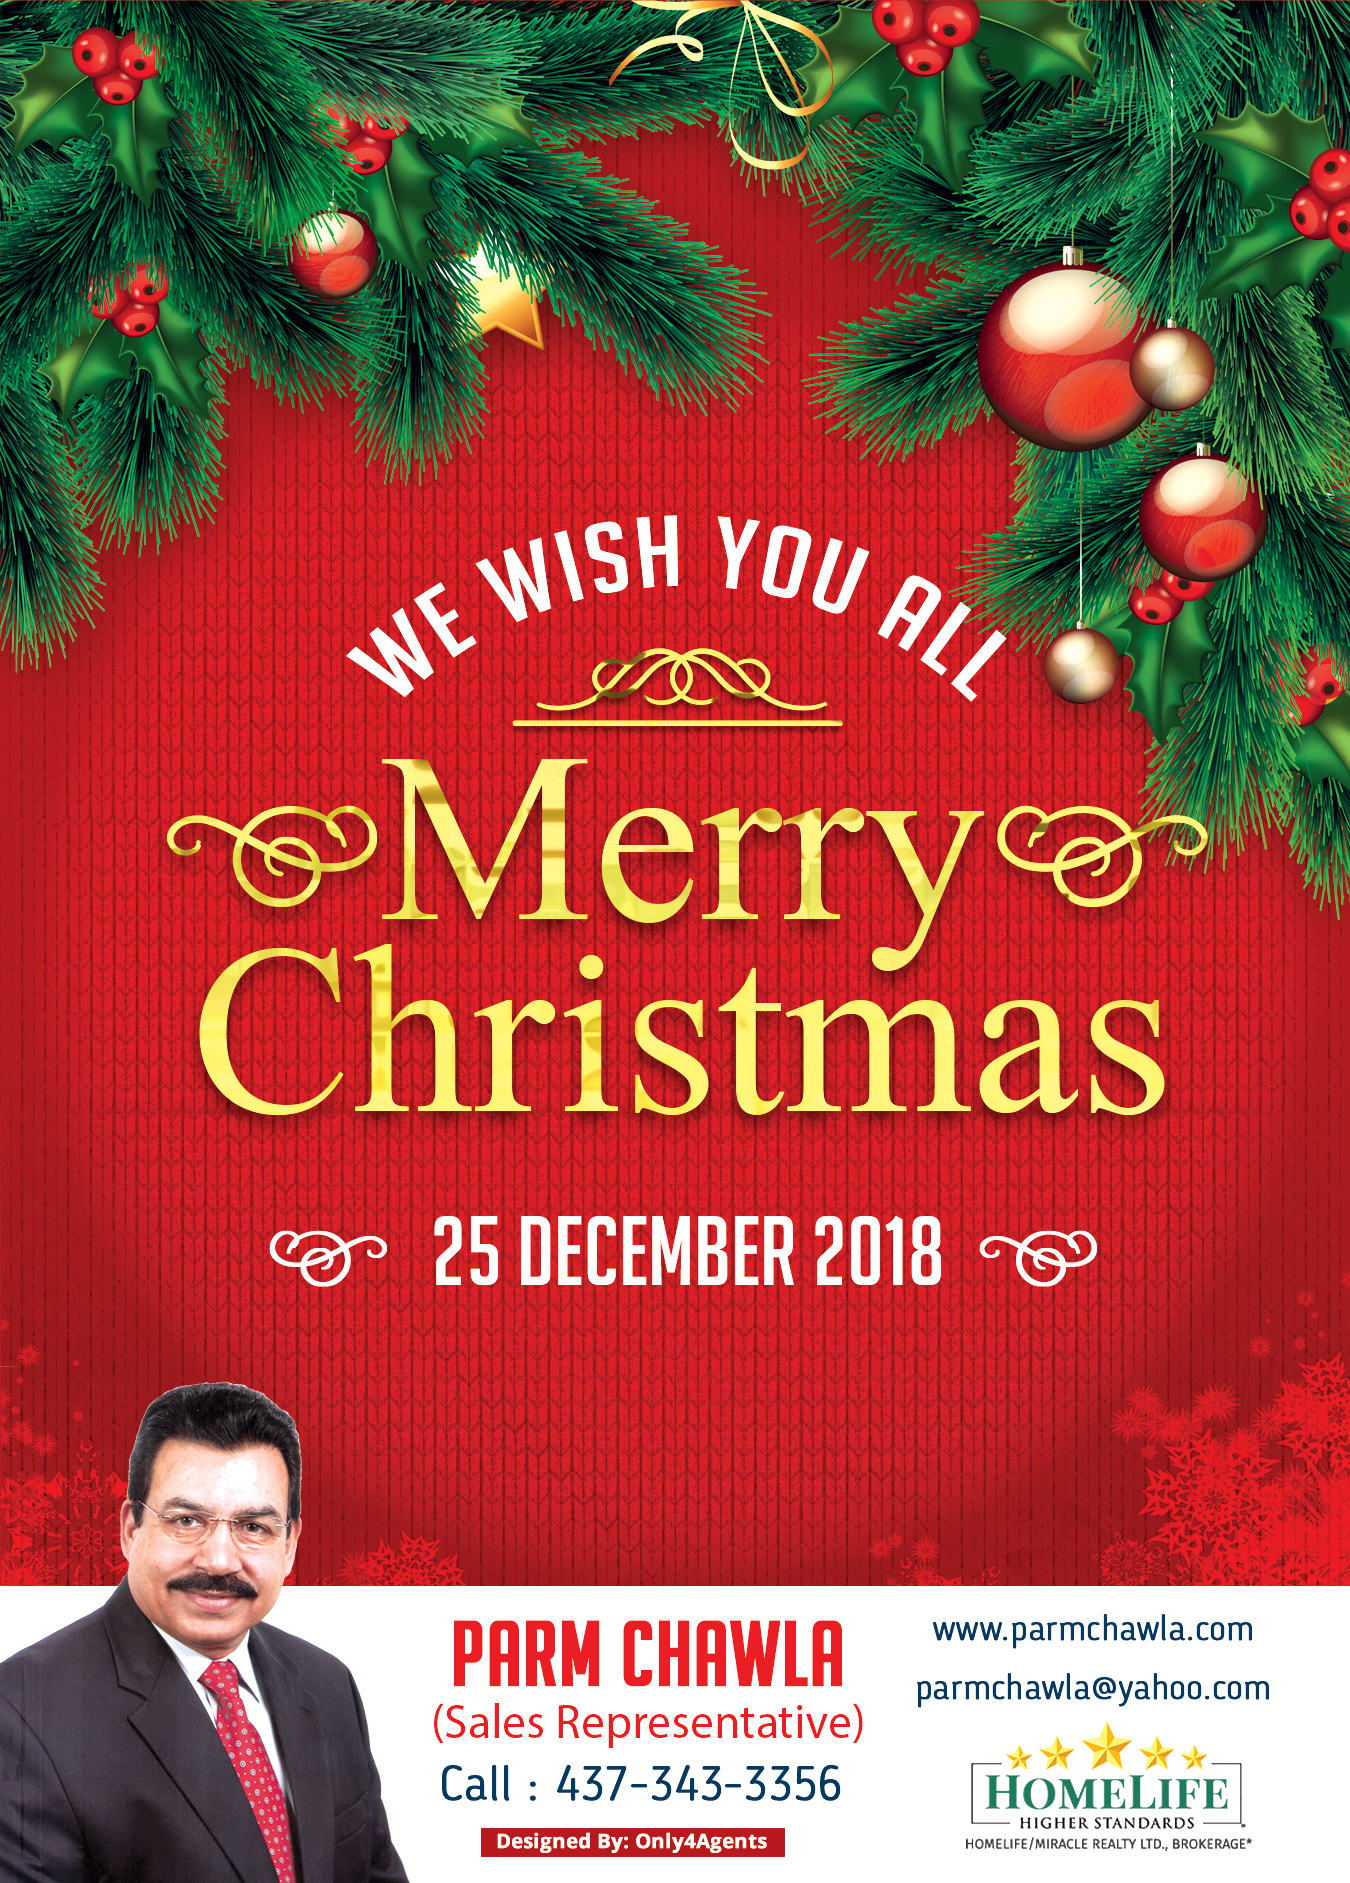 WE WISH YOU ALL
Merry
Christmas
25 DECEMBER 2018
PARM CHAWLA
(Sales Representative)
Call : 437-343-3356
Designed By: Only4Agents
www.parmchawla.com
parmchawla@yahoo.com
HOMELIFE
HIGHER STANDARDS
HOMELIFE/MIRACLE REALTY LTD., BROKERAGE*